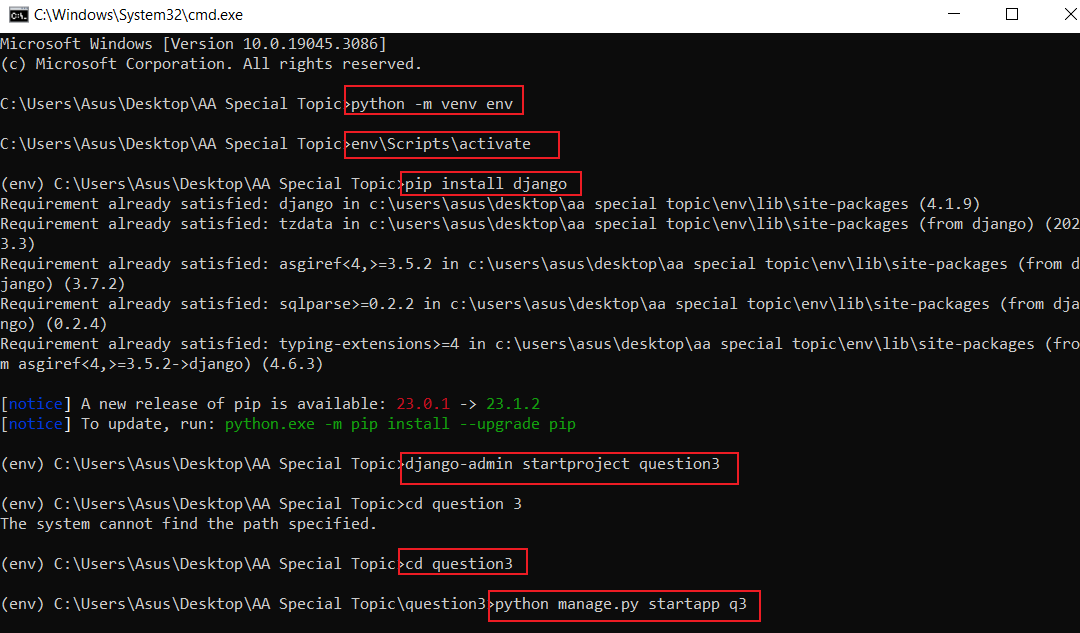 C:\Windows\System32\cmd.exe
Microsoft Windows [Version 10.0.19045.3086]
(c) Microsoft Corporation. All rights reserved.
C:\Users\Asus\Desktop\AA Special Topic>python -m venv env
C:\Users\Asus\Desktop\AA Special Topic>env\Scripts\activate
(env) C:\Users\Asus\Desktop\AA Special Topic>pip install django
Requirement already satisfied: django in c:\users\asus\desktop\aa special topic\env\lib\site-packages (4.1.9)
Requirement already satisfied: tzdata in c:\users\asus\desktop\aa special topic\env\lib\site-packages (from django) (202
3.3)
Requirement already satisfied: asgiref<4,>=3.5.2 in c:\users\asus\desktop\aa special topic\env\lib\site-packages (from d
jango) (3.7.2)
Requirement already satisfied: sqlparse>=0.2.2 in c:\users\asus\desktop\aa special topic\env\lib\site-packages (from dja
ngo) (0.2.4)
Requirement already satisfied: typing-extensions>=4 in c:\users\asus\desktop\aa special topic\env\lib\site-packages (fro
m asgiref<4,>=3.5.2->django) (4.6.3)
[notice] A new release of pip is available: 23.0.1 -> 23.1.2
[notice] To update, run: python.exe -m pip install --upgrade pip
(env) C:\Users\Asus\Desktop\AA Special Topic>django-admin startproject question3
(env) C:\Users\Asus\Desktop\AA Special Topic>cd question 3
The system cannot find the path specified.
(env) C:\Users\Asus\Desktop\AA Special Topic>cd question3
(env) C:\Users\Asus\Desktop\AA Special Topic\question3>python manage.py startapp q3